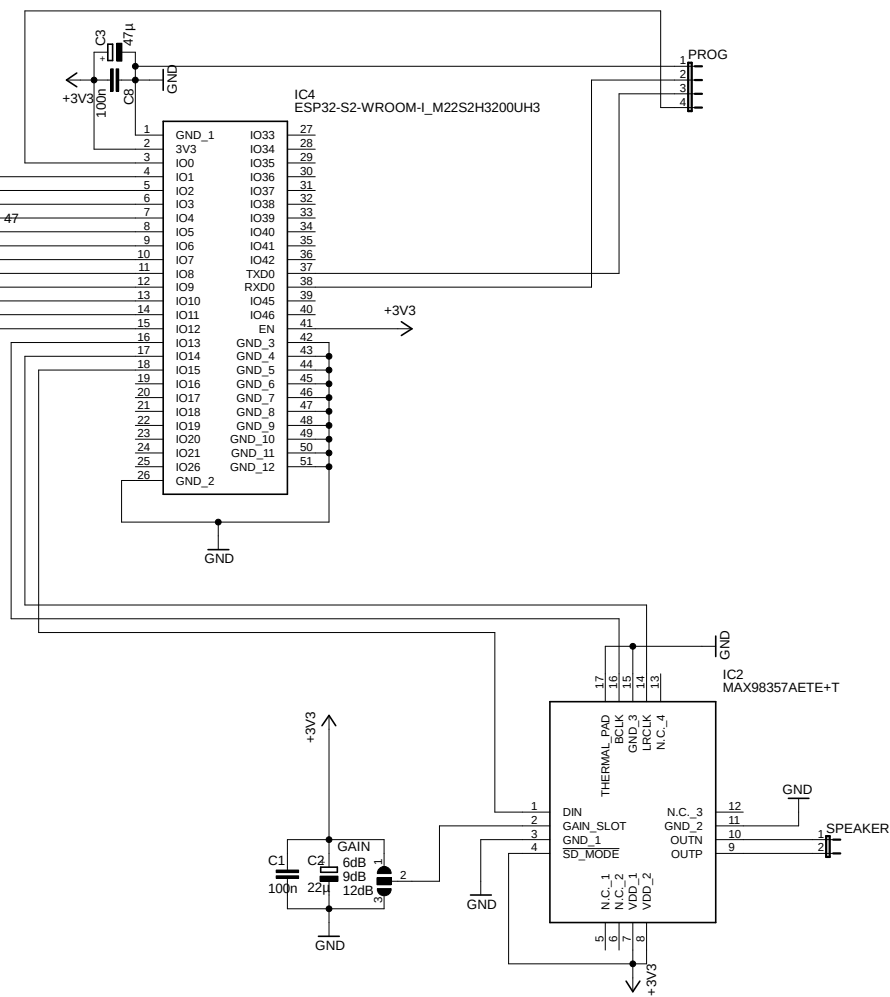 C3
47µ
+
GND
+3V3
100n
C8
1
2
3
4
PROG
IC4
ESP32-S2-WROOM-I_M22S2H3200UH3
1 GND_1 IO33 27
2 3V3 IO34 28
3 IO0 IO35 29
4 IO1 IO36 30
5 IO2 IO37 31
6 IO3 IO38 32
47 7 IO4 IO39 33
8 IO5 IO40 34
9 IO6 IO41 35
10 IO7 IO42 36
11 IO8 TXD0 37
12 IO9 RXD0 38
13 IO10 IO45 39
14 IO11 IO46 40
15 IO12 EN 41
+3V3
16 IO13 GND_3 42
17 IO14 GND_4 43
18 IO15 GND_5 44
19 IO16 GND_6 45
20 IO17 GND_7 46
21 IO18 GND_8 47
22 IO19 GND_9 48
23 IO20 GND_10 49
24 IO21 GND_11 50
25 IO26 GND_12 51
26 GND_2
GND
GND
IC2
MAX98357AETE+T
17 16 15 14 13
THERMAL_PAD
BCLK
GND_3
LRCLK
N.C._4
1 DIN N.C._3 12
2 GAIN_SLOT GND_2 11
3 GND_1 OUTN 10
4 SD_MODE OUTP 9
N.C._1
N.C._2
VDD_1
VDD_2
5 6 7 8
+3V3
GND
GND
1
2
SPEAKER
+3V3
C1
100n
C2
22µ
GAIN
6dB
9dB
12dB
1
2
3
GND